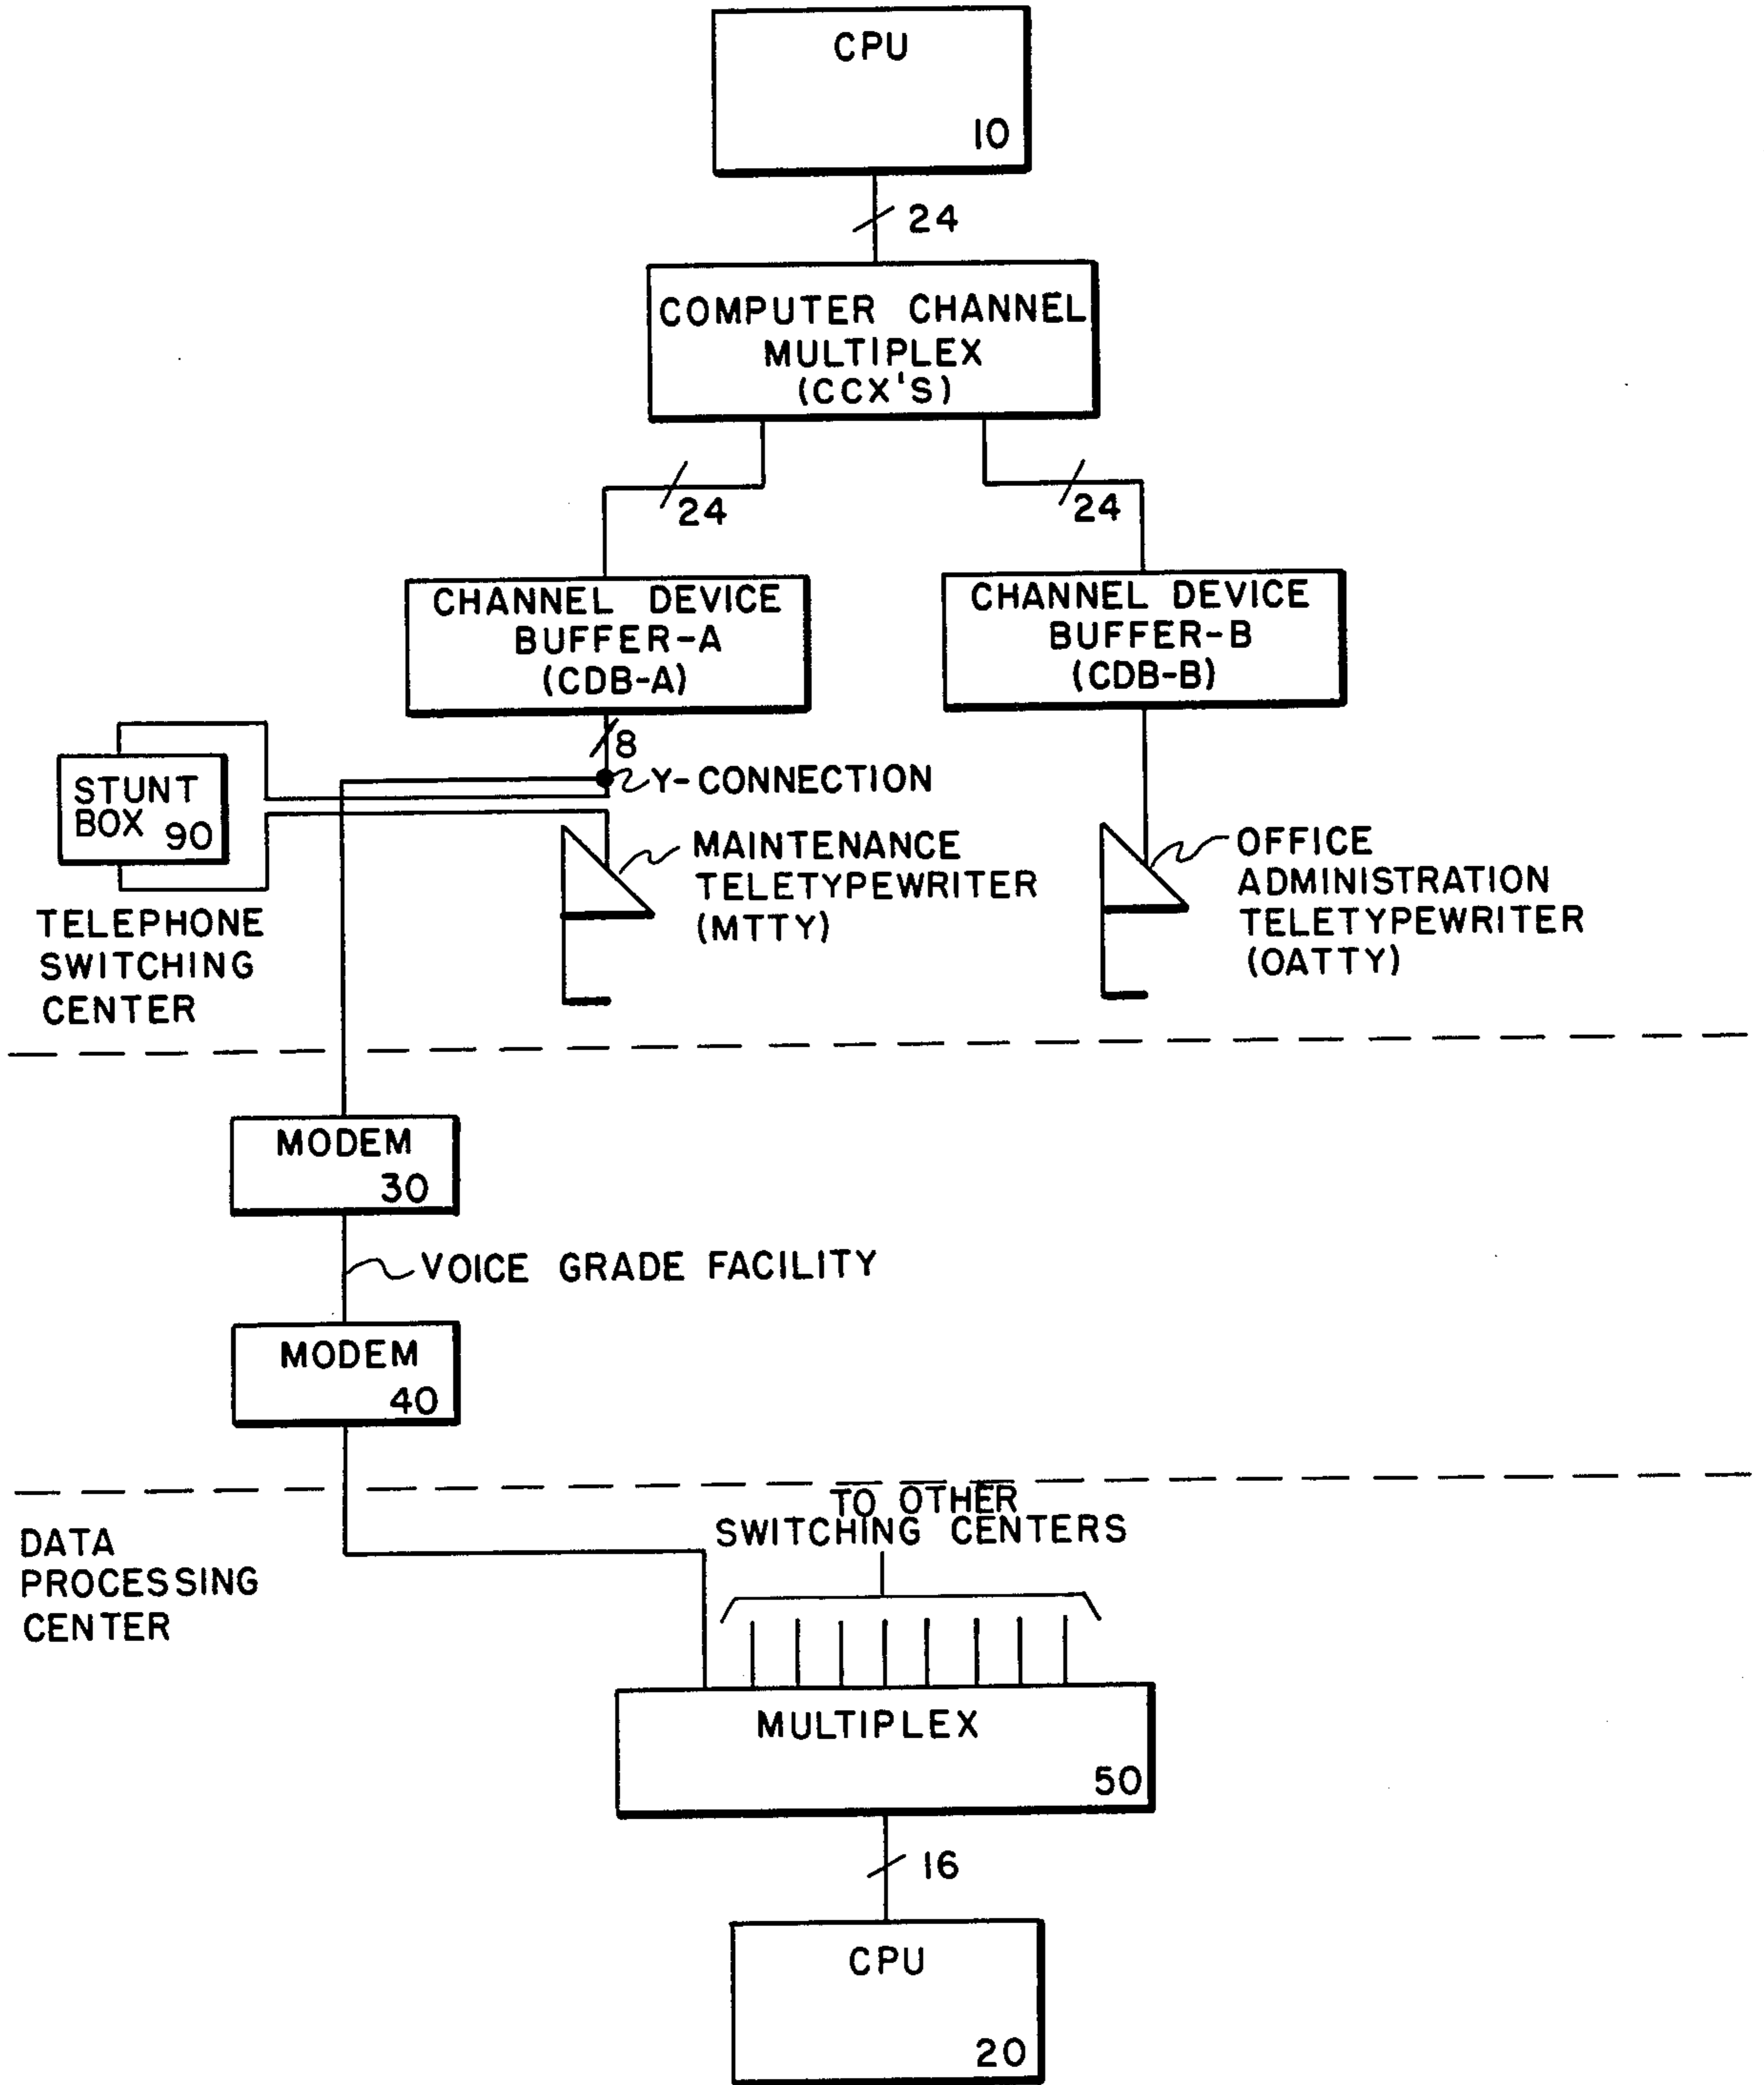 CPU
10
24
COMPUTER CHANNEL
MULTIPLEX
(CCX'S)
24
24
CHANNEL DEVICE
BUFFER-A
(CDB-A)
CHANNEL DEVICE
BUFFER-B
(CDB-B)
8
Y-CONNECTION
STUNT
BOX 90
MAINTENANCE
TELETYPEWRITER
(MTTY)
OFFICE
ADMINISTRATION
TELETYPEWRITER
(OATTY)
TELEPHONE
SWITCHING
CENTER
MODEM
30
VOICE GRADE FACILITY
MODEM
40
TO OTHER
SWITCHING CENTERS
DATA
PROCESSING
CENTER
MULTIPLEX
50
16
CPU
20